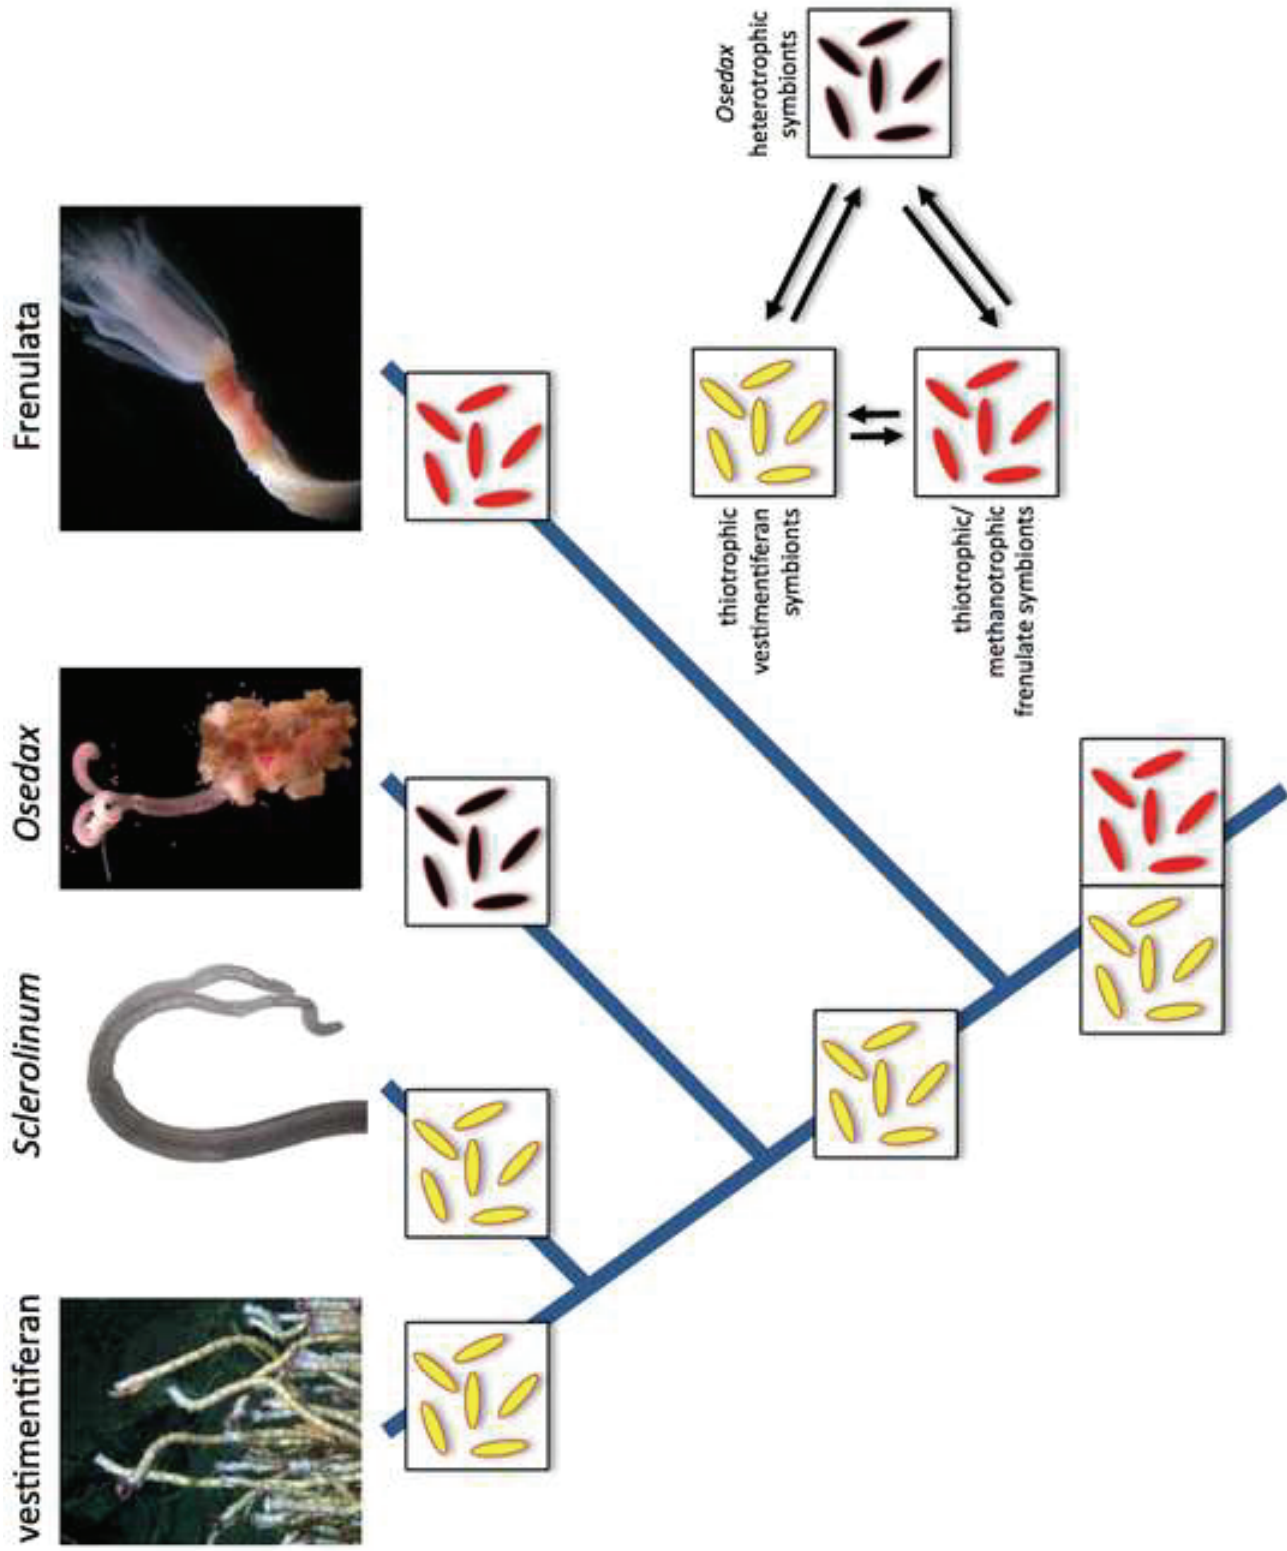 vestimentiferan
Sclerolinum
Osedax
Frenulata
Osedax
heterotrophic
symbionts
thiotrophic
vestimentiferan
symbionts
thiotrophic/
methanotrophic
frenulate symbionts